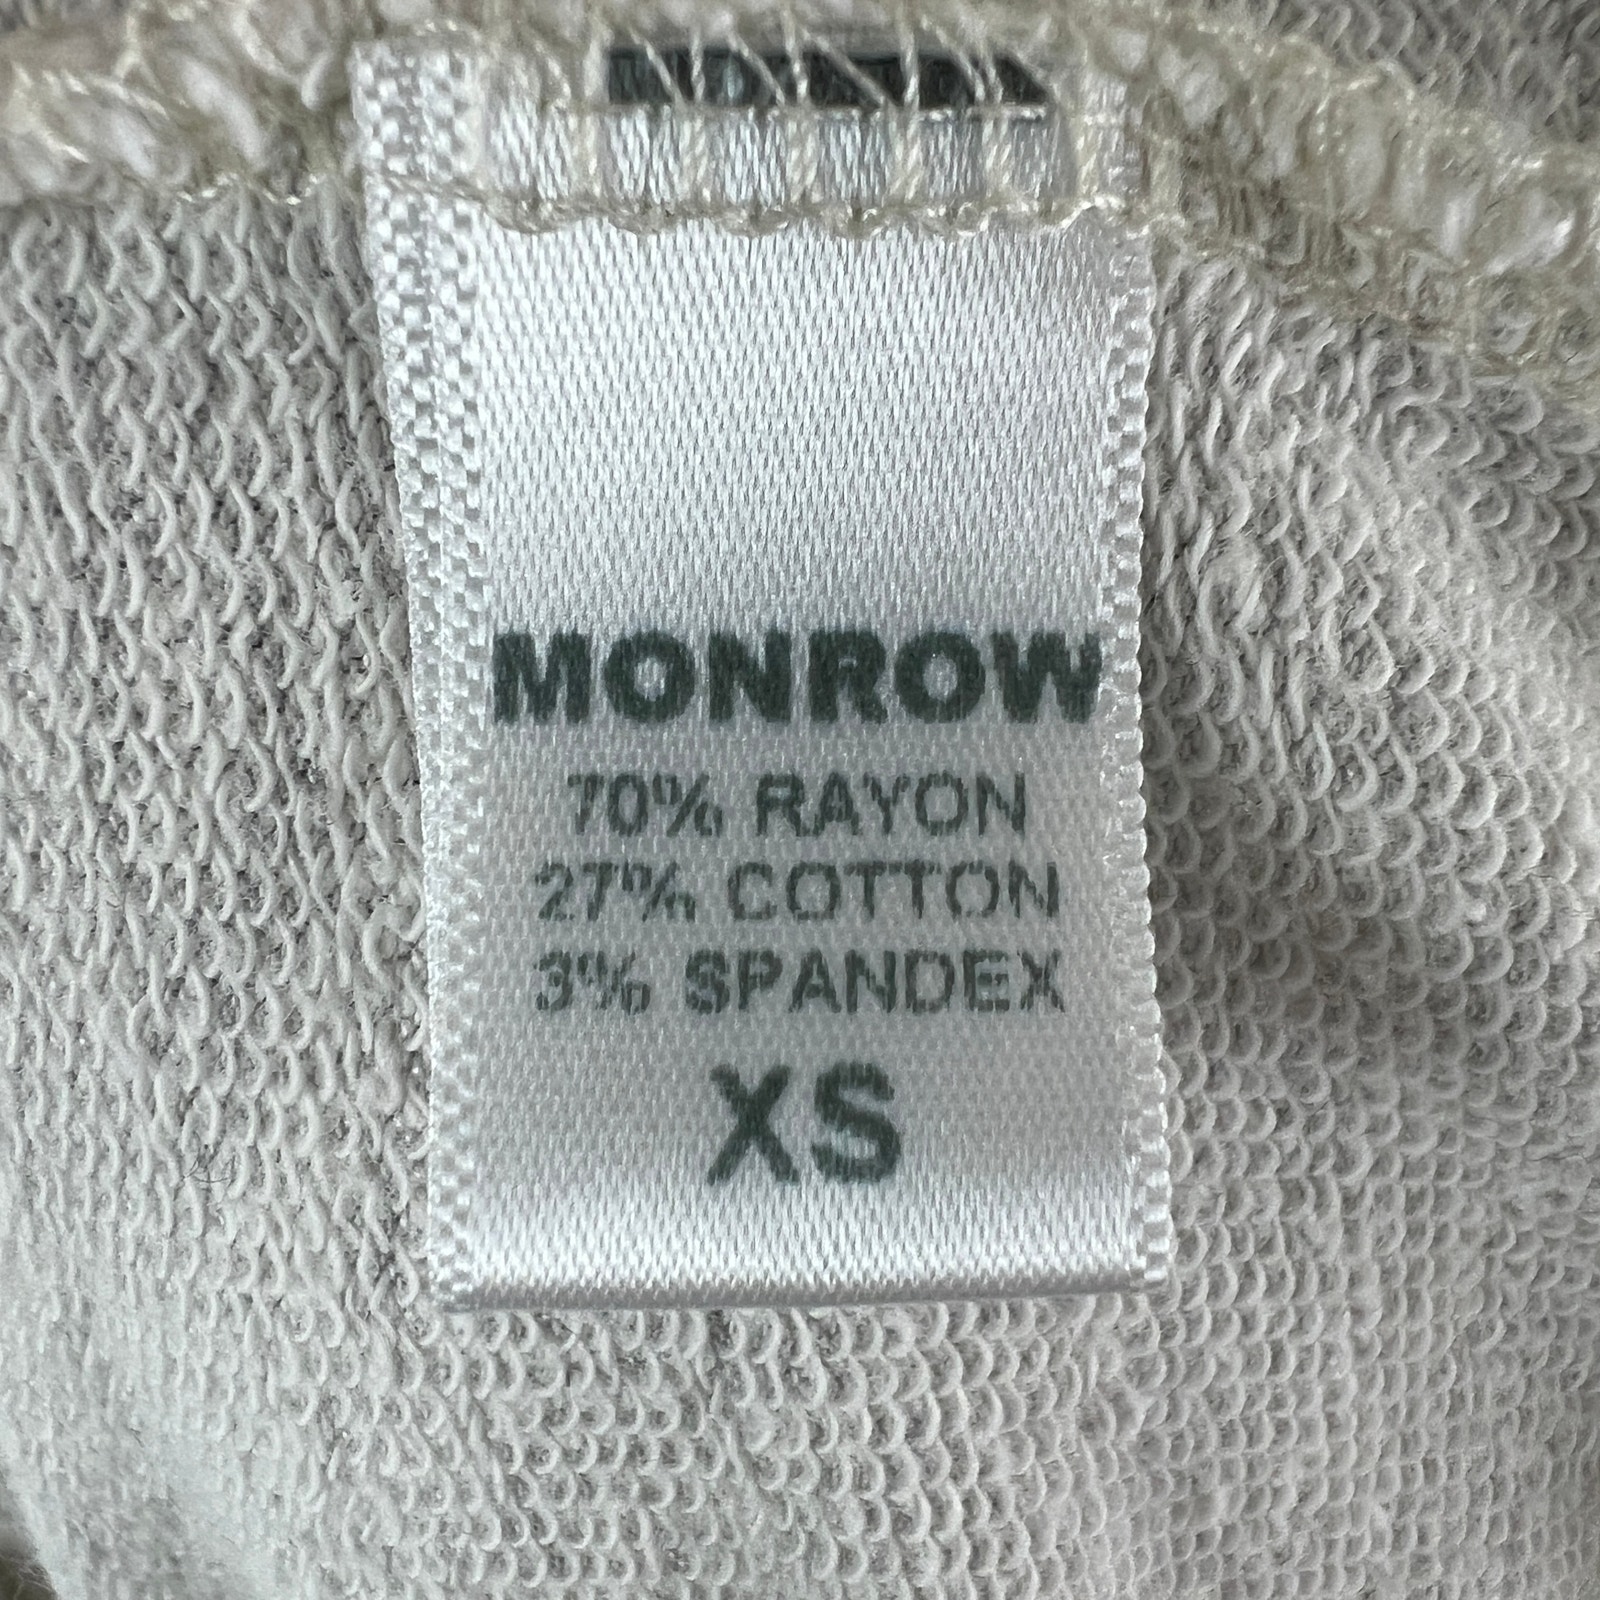 MONROW
70% RAYON
27% COTTON
3% SPANDEX
XS